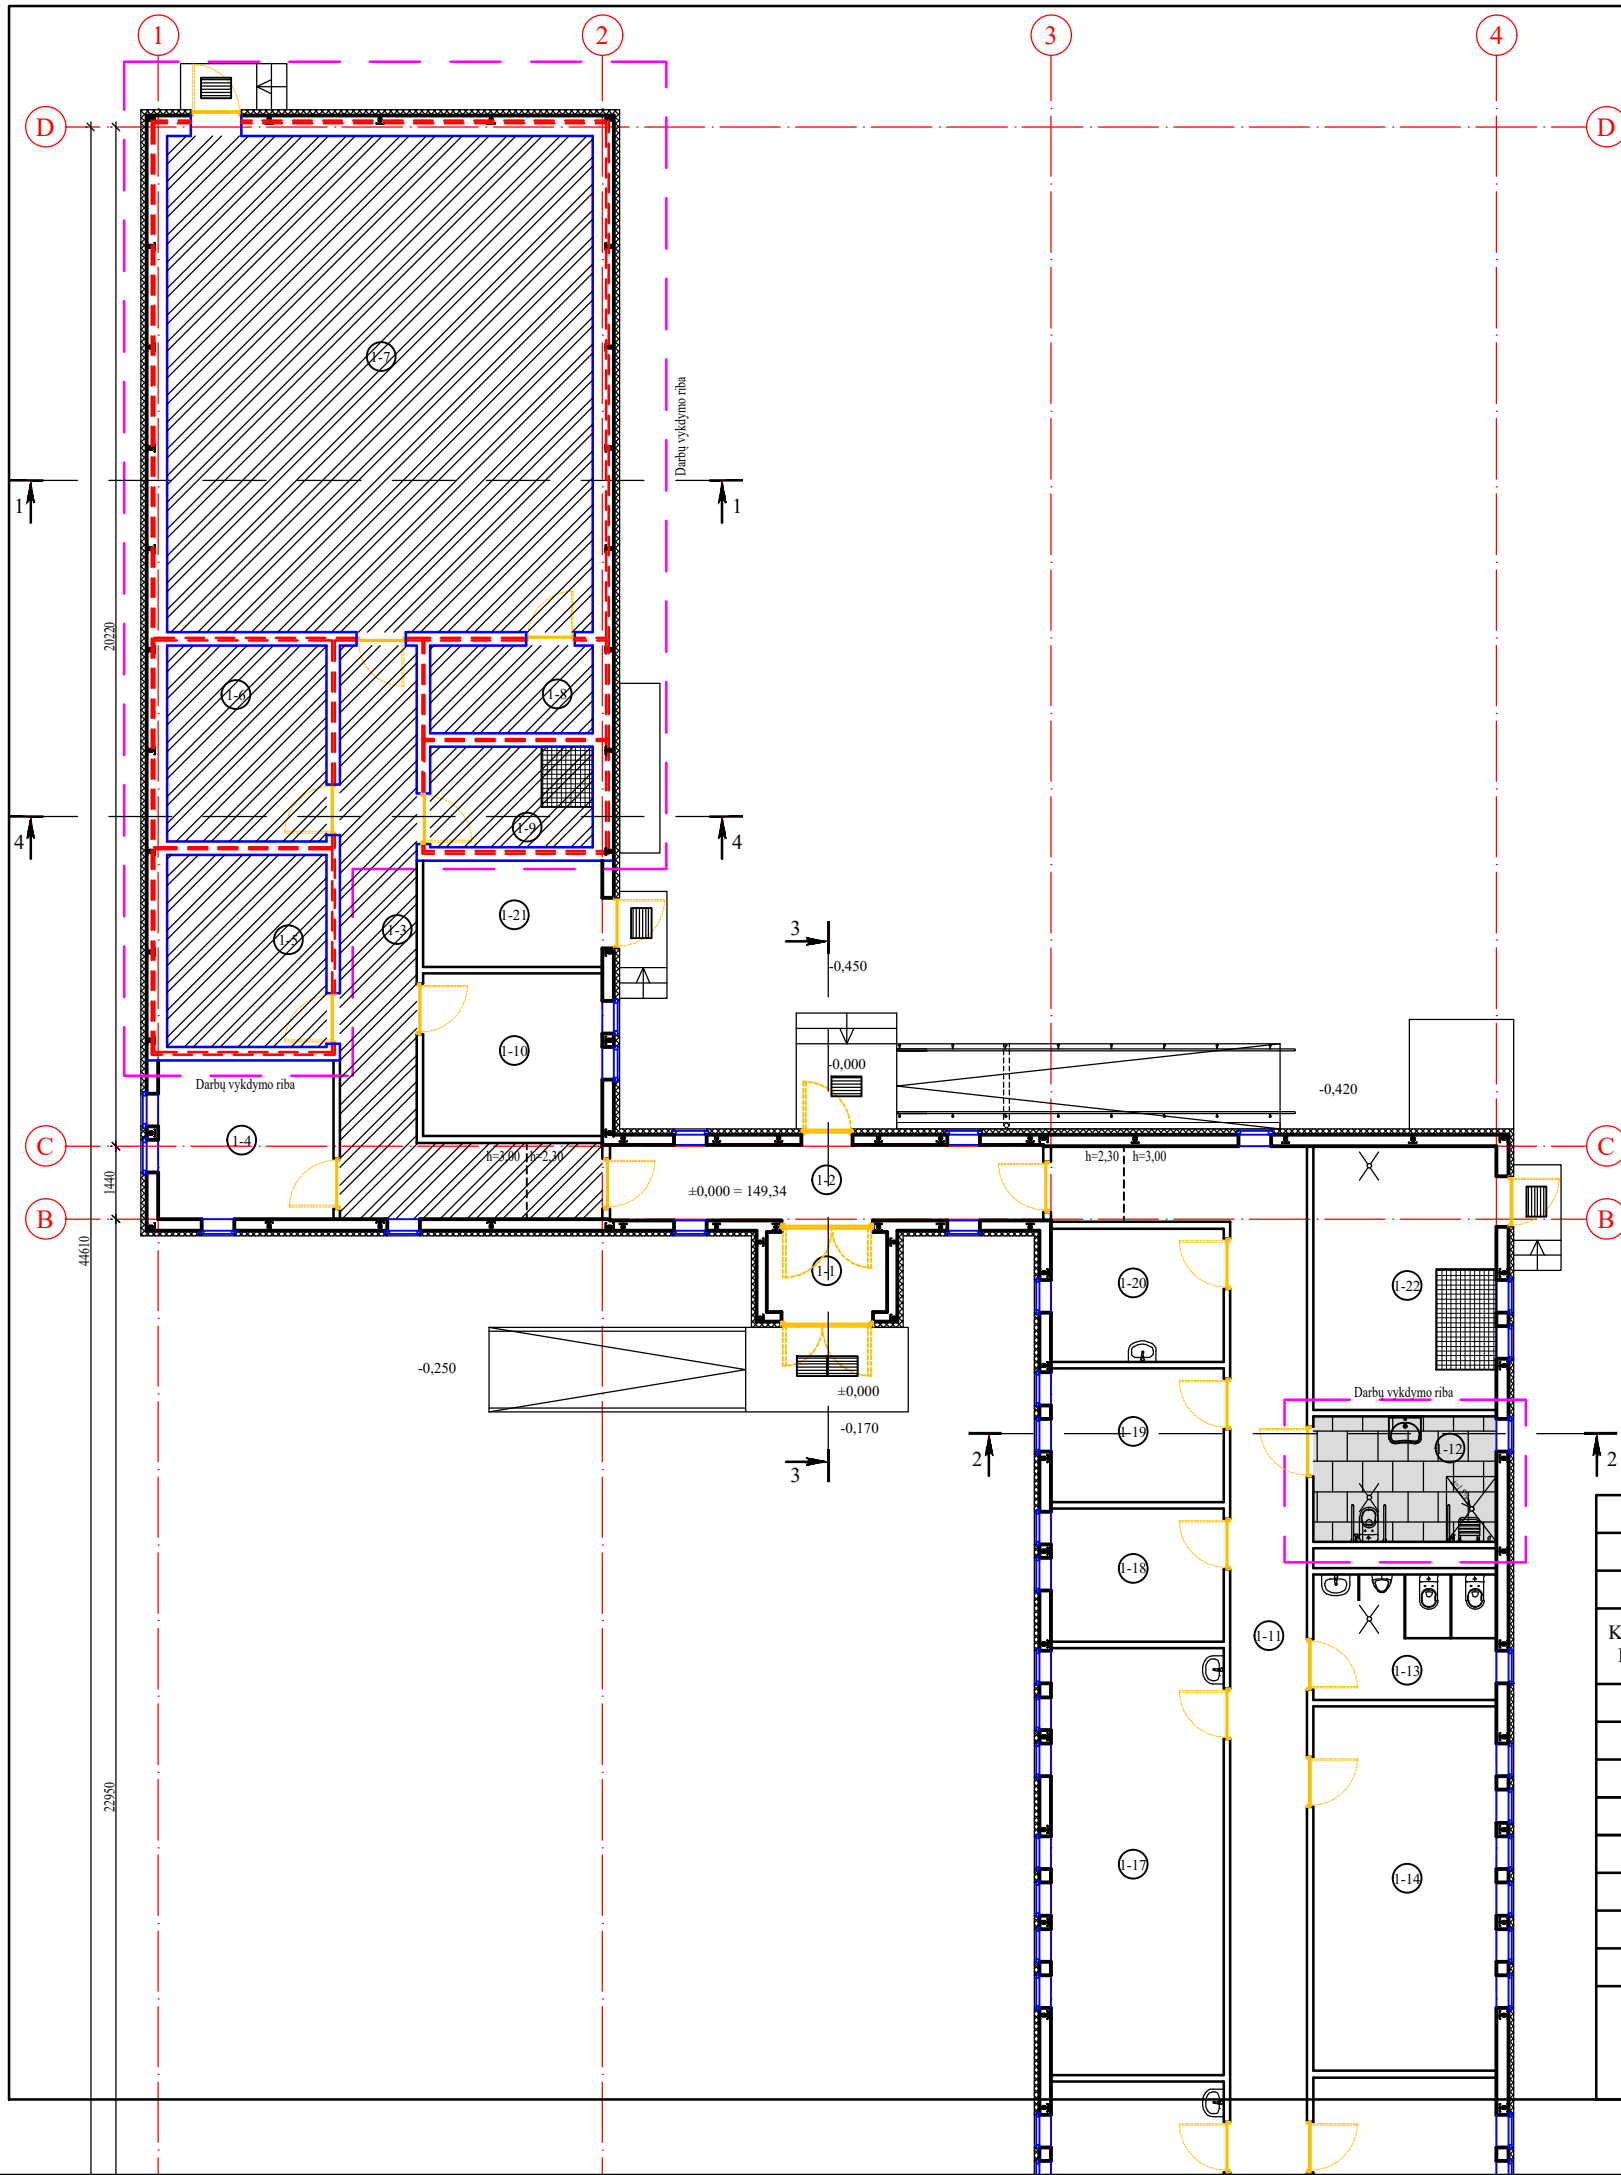 1
2
3
4
D
D
1-7
Darbų vykdymo riba
1
1
20220
1-6
1-8
1-9
4
4
1-21
1-3
1-5
3
-0,450
1-10
-0,000
Darbų vykdymo riba
-0,420
C
1-4
h=3,00
h=2,30
h=2,30
h=3,00
C
1440
±0,000 = 149,34
1-2
B
B
44610
1-1
1-20
1-22
-0,250
±0,000
Darbų vykdymo riba
-0,170
1-19
1-12
2
2
3
1-18
1-11
K
1-13
22950
1-17
1-14